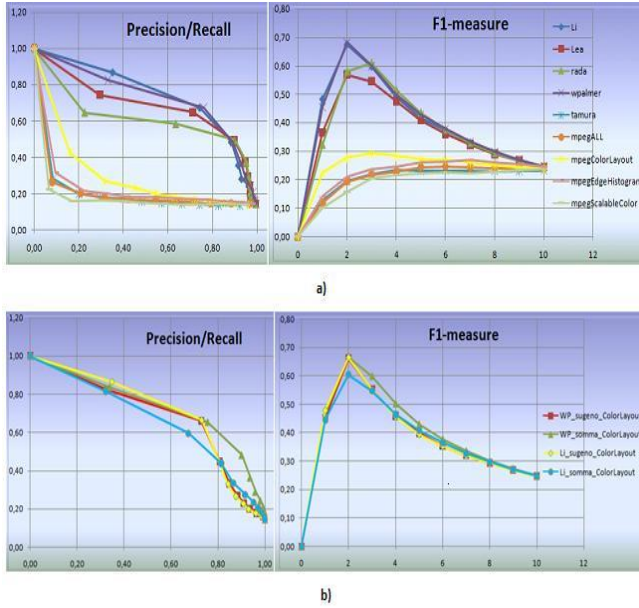 Precision/Recall
1,20
1,00
0,80
0,60
0,40
0,20
0,00
0,00 0,20 0,40 0,60 0,80 1,00
F1-measure
0,80
0,70
0,60
0,50
0,40
0,30
0,20
0,10
0,00
0 2 4 6 8 10 12
Li
Lea
rada
wpalmer
tamura
mpegALL
mpegColorLayout
mpegEdgeHistogram
mpegScalableColor
a)
Precision/Recall
1,20
1,00
0,80
0,60
0,40
0,20
0,00
0,00 0,20 0,40 0,60 0,80 1,00
F1-measure
0,80
0,70
0,60
0,50
0,40
0,30
0,20
0,10
0,00
0 2 4 6 8 10 12
WP_sugeno_ColorLayout
WP_somma_ColorLayout
Li_sugeno_ColorLayout
Li_somma_ColorLayout
b)